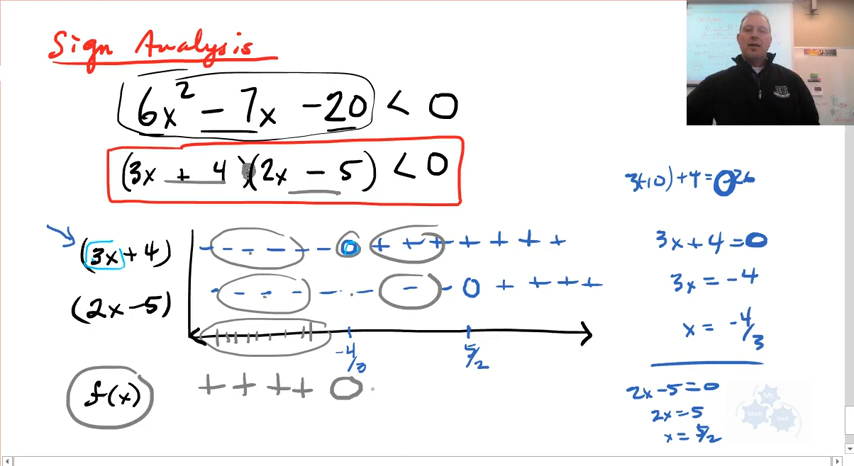 Sign Analysis
6x² - 7x - 20 < 0
(3x + 4)(2x - 5) < 0
3(-10) + 4 = -26
(3x + 4) - - - - - 0 + + + + + + +
3x + 4 = 0
(2x - 5) - - - - - - - 0 + + + + +
3x = -4
x = -4/3
-4/3 5/2
f(x) + + + + 0
2x - 5 = 0
2x = 5
x = 5/2